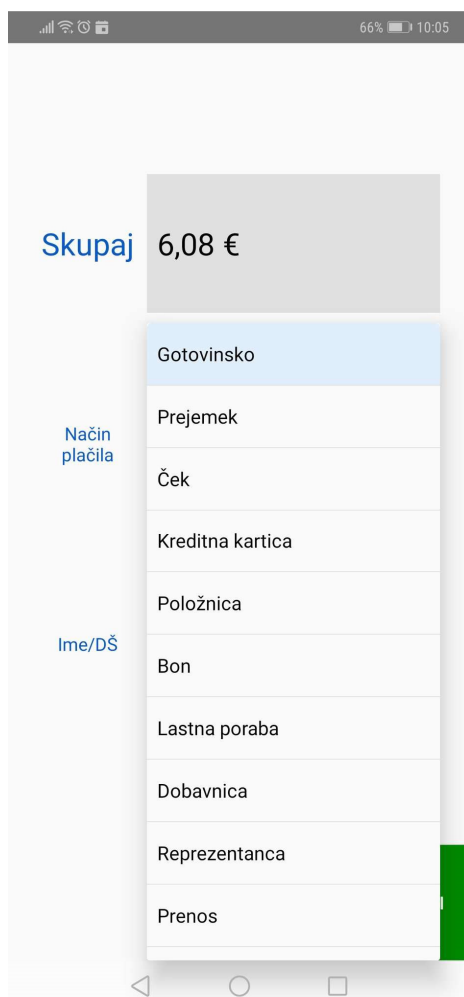 66% 10:05
Skupaj
6,08 €
Gotovinsko
Prejemek
Način
plačila
Ček
Kreditna kartica
Položnica
Ime/DŠ
Bon
Lastna poraba
Dobavnica
Reprezentanca
Prenos